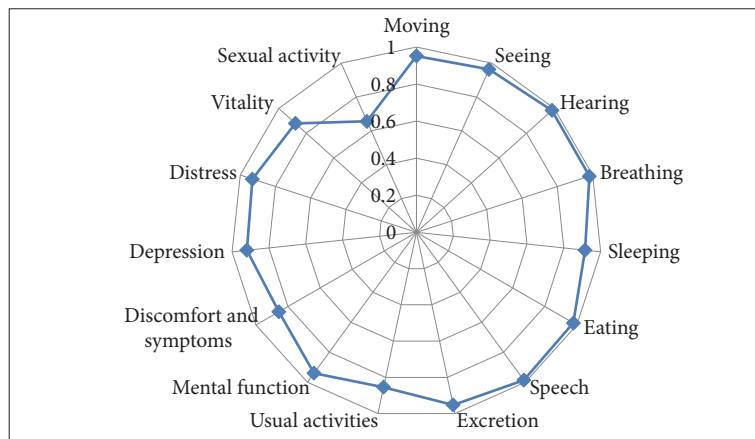 Moving
Sexual activity
1
Seeing
0.8
Vitality
Hearing
0.6
0.4
Distress
Breathing
0.2
0
Depression
Sleeping
Discomfort and
symptoms
Eating
Mental function
Speech
Usual activities
Excretion